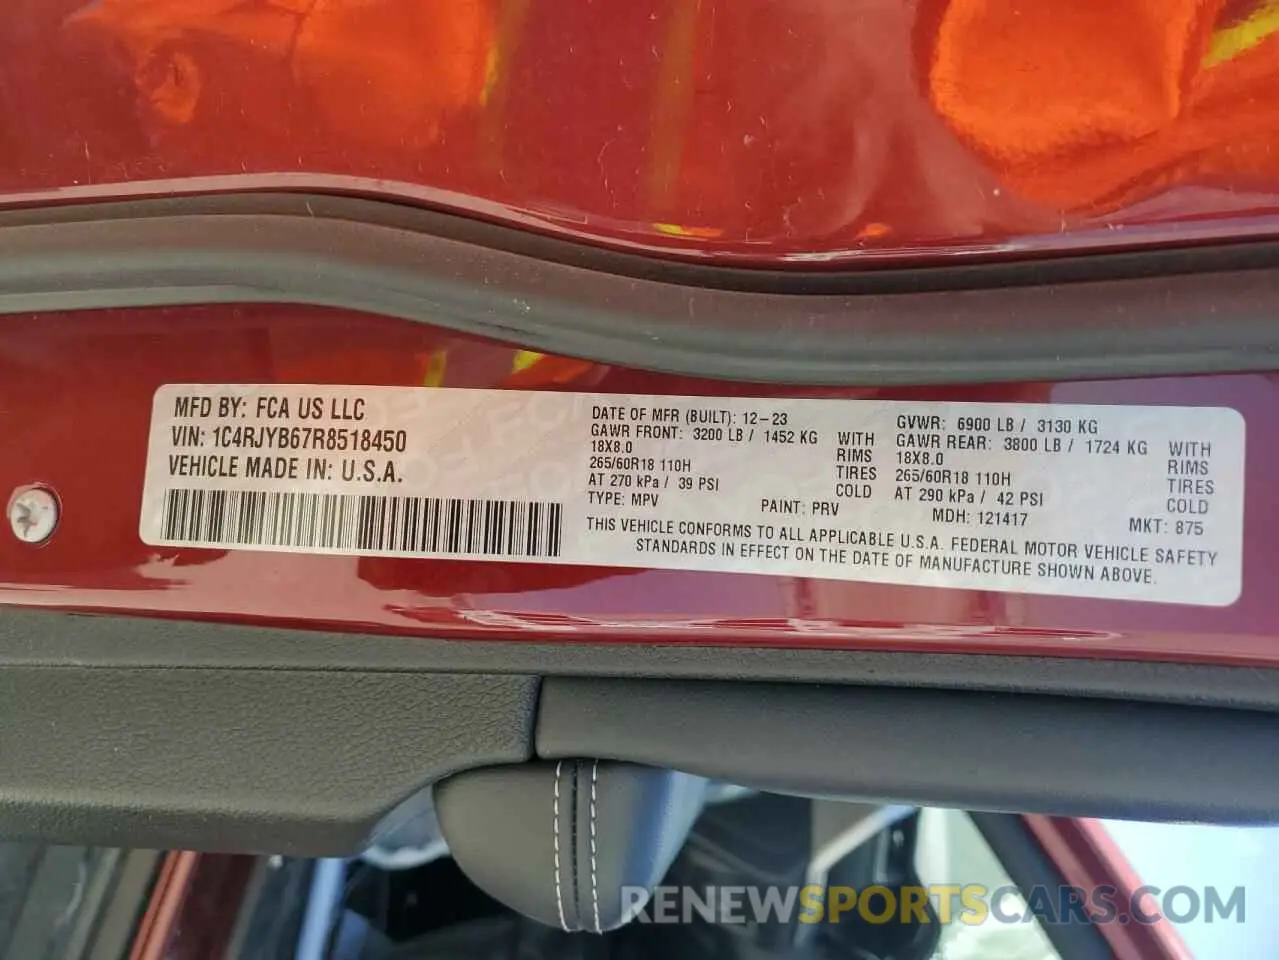 MFD BY: FCA US LLC
VIN: 1C4RJYB67R8518450
VEHICLE MADE IN: U.S.A.
DATE OF MFR (BUILT): 12-23
GAWR FRONT: 3200 LB / 1452 KG WITH
18X8.0 RIMS
265/60R18 110H TIRES
AT 270 kPa / 39 PSI COLD
TYPE: MPV PAINT: PRV
GVWR: 6900 LB / 3130 KG
GAWR REAR: 3800 LB / 1724 KG WITH
18X8.0 RIMS
265/60R18 110H TIRES
AT 290 kPa / 42 PSI COLD
MDH: 121417 MKT: 875
THIS VEHICLE CONFORMS TO ALL APPLICABLE U.S.A. FEDERAL MOTOR VEHICLE SAFETY
STANDARDS IN EFFECT ON THE DATE OF MANUFACTURE SHOWN ABOVE.
RENEWSPORTSCARS.COM